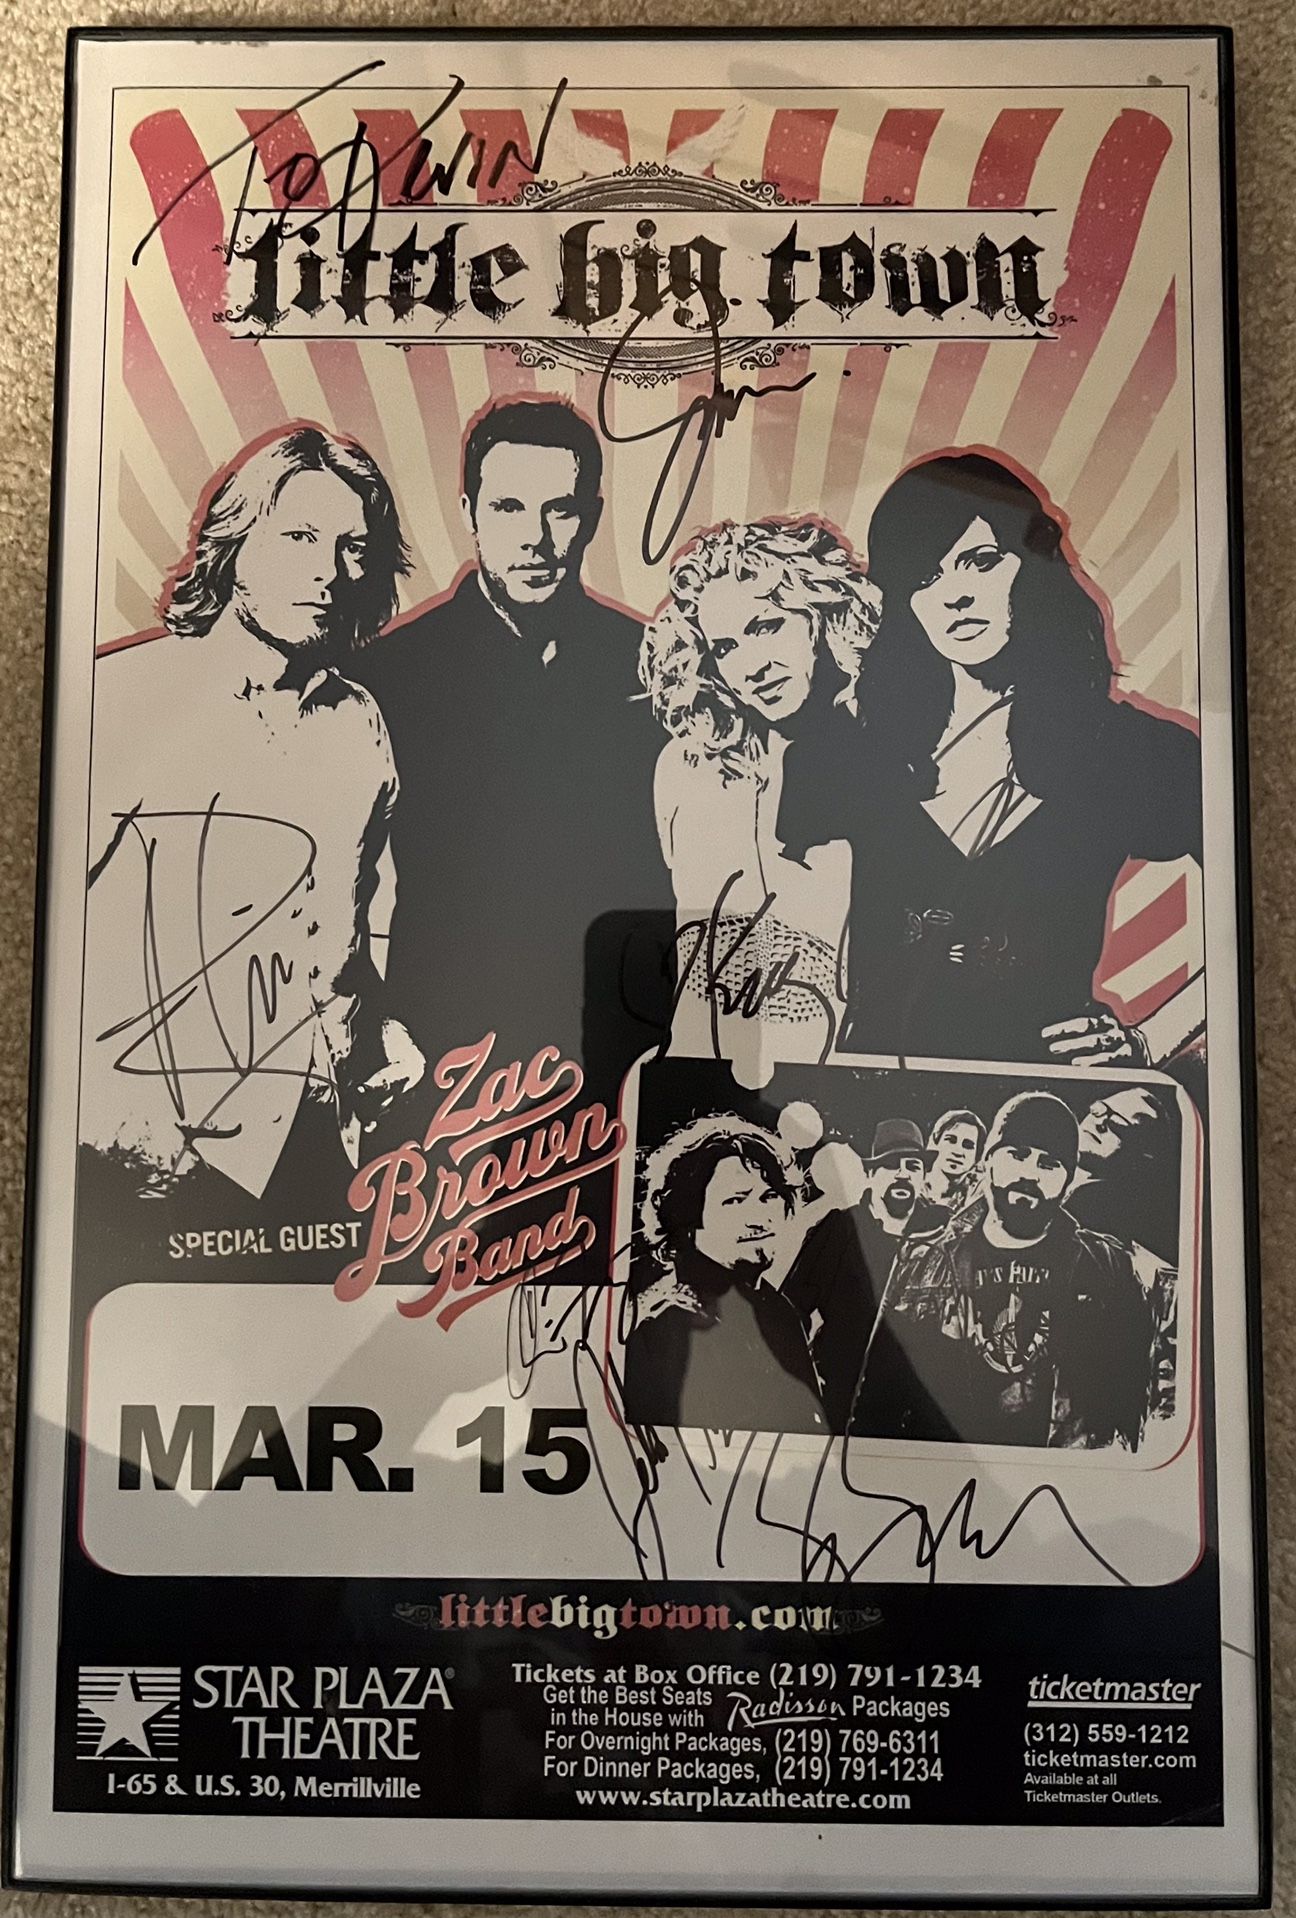 To Kevin
little big town
Zac
Brown
Band
SPECIAL GUEST
MAR. 15
littlebigtown.com
STAR PLAZA®
THEATRE
I-65 & U.S. 30, Merrillville
Tickets at Box Office (219) 791-1234
Get the Best Seats
in the House with Radisson Packages
For Overnight Packages, (219) 769-6311
For Dinner Packages, (219) 791-1234
www.starplazatheatre.com
ticketmaster
(312) 559-1212
ticketmaster.com
Available at all
Ticketmaster Outlets.